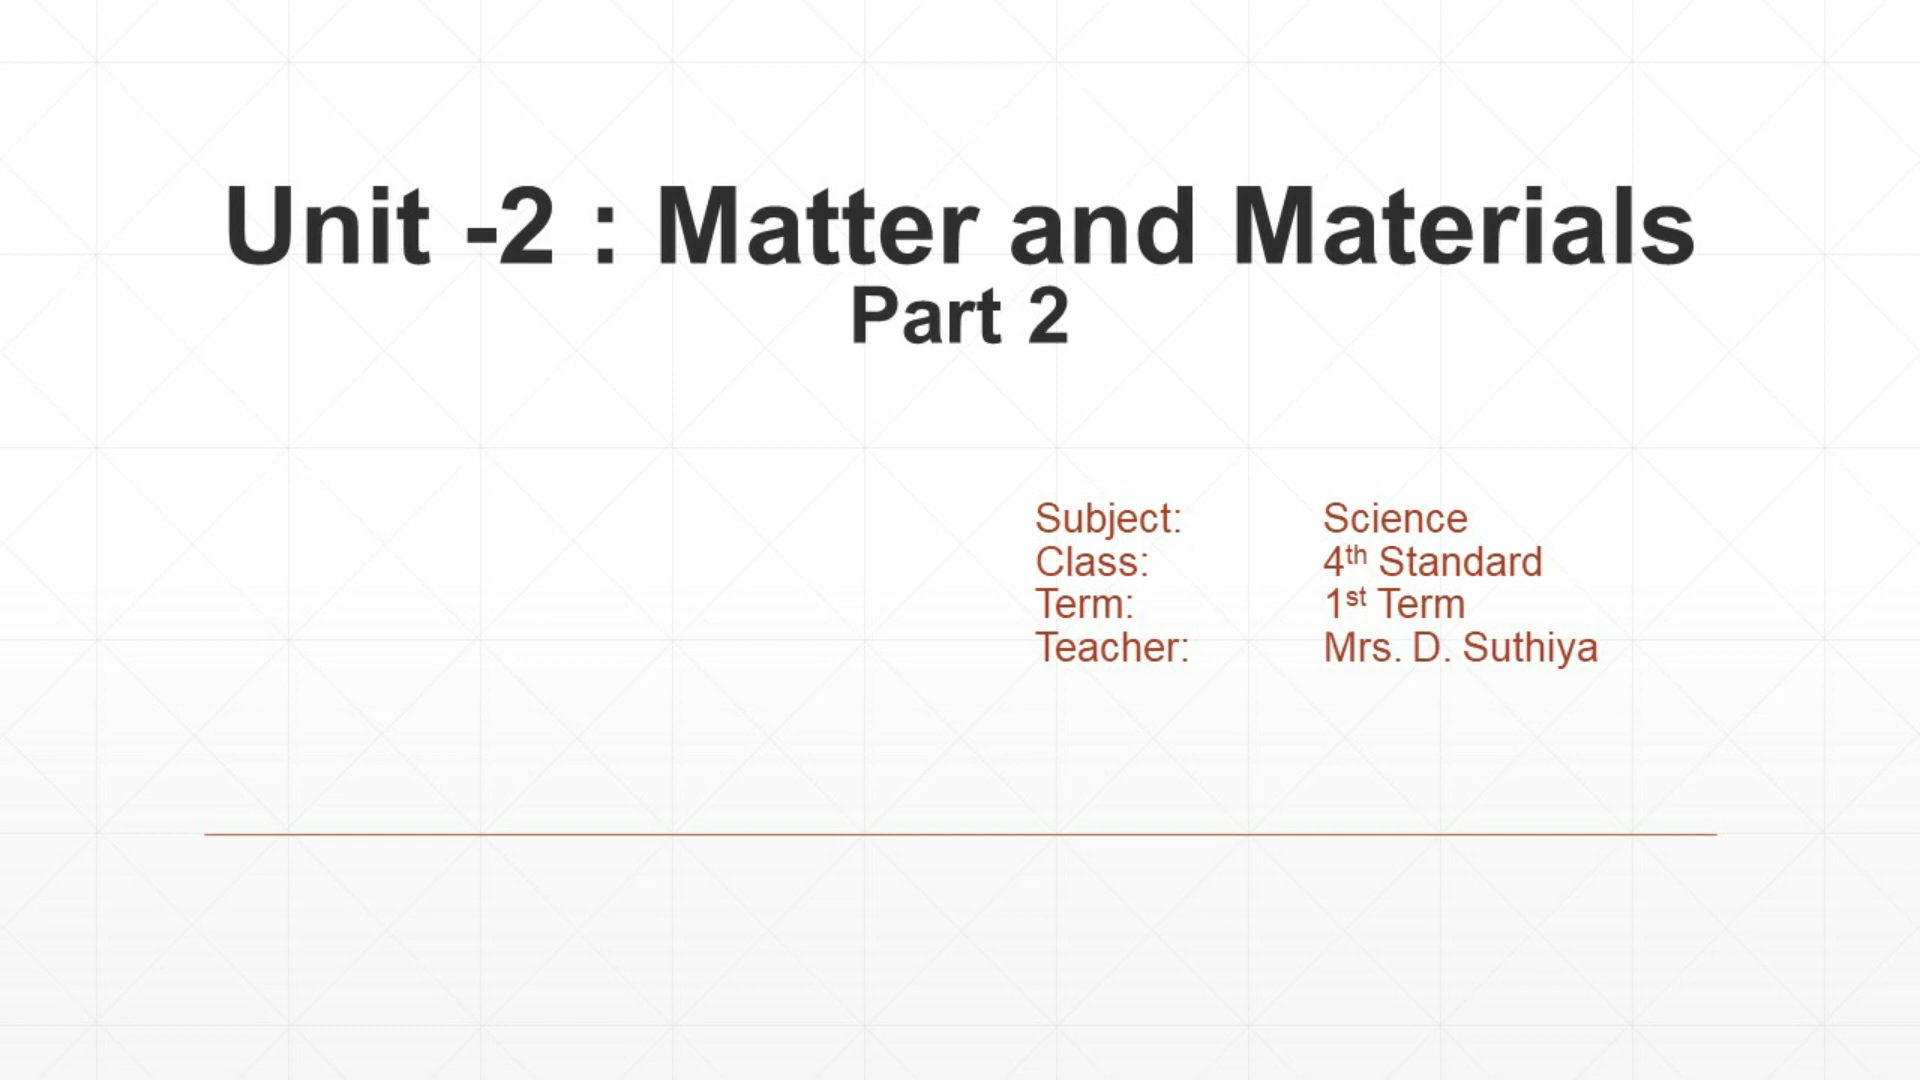 Unit -2 : Matter and Materials
Part 2
Subject: Science
Class: 4th Standard
Term: 1st Term
Teacher: Mrs. D. Suthiya